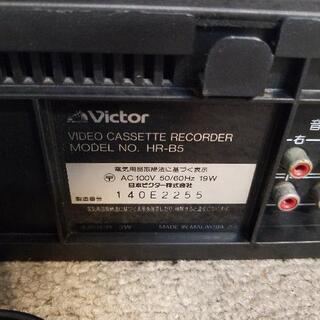 Victor
VIDEO CASSETTE RECORDER
MODEL NO. HR-B5
電気用品取締法に基づく表示
AC 100V 50/60Hz 19W
日本ビクター株式会社
製造番号 140E2255
MADE IN MALAYSIA
音
右